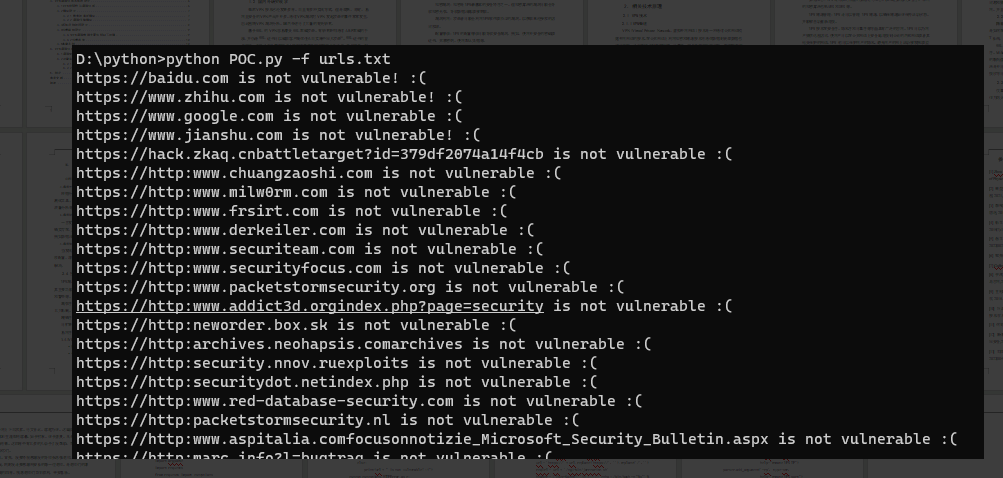 D:\python>python POC.py -f urls.txt
https://baidu.com is not vulnerable! :(
https://www.zhihu.com is not vulnerable! :(
https://www.google.com is not vulnerable :(
https://www.jianshu.com is not vulnerable! :(
https://hack.zkaq.cnbattletarget?id=379df2074a14f4cb is not vulnerable :(
https://http:www.chuangzaoshi.com is not vulnerable :(
https://http:www.milw0rm.com is not vulnerable :(
https://http:www.frsirt.com is not vulnerable :(
https://http:www.derkeiler.com is not vulnerable :(
https://http:www.securiteam.com is not vulnerable :(
https://http:www.securityfocus.com is not vulnerable :(
https://http:www.packetstormsecurity.org is not vulnerable :(
https://http:www.addict3d.orgindex.php?page=security is not vulnerable :(
https://http:neworder.box.sk is not vulnerable :(
https://http:archives.neohapsis.comarchives is not vulnerable :(
https://http:security.nnov.ruexploits is not vulnerable :(
https://http:securitydot.netindex.php is not vulnerable :(
https://http:www.red-database-security.com is not vulnerable :(
https://http:packetstormsecurity.nl is not vulnerable :(
https://http:www.aspitalia.comfocusonnotizie_Microsoft_Security_Bulletin.aspx is not vulnerable :(
https://http:marc.info?l=bugtraq is not vulnerable :(